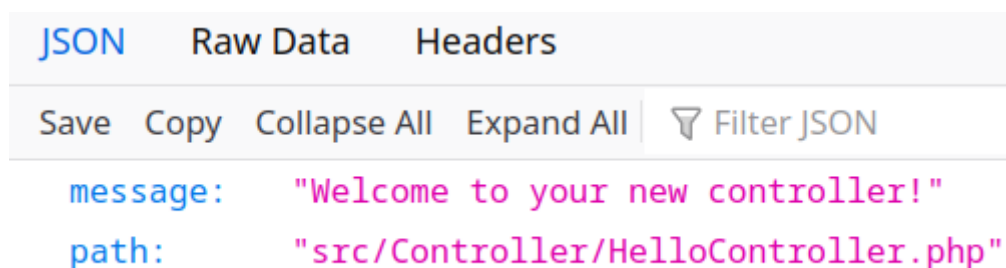 JSON Raw Data Headers
Save Copy Collapse All Expand All Filter JSON
message: "Welcome to your new controller!"
path: "src/Controller/HelloController.php"